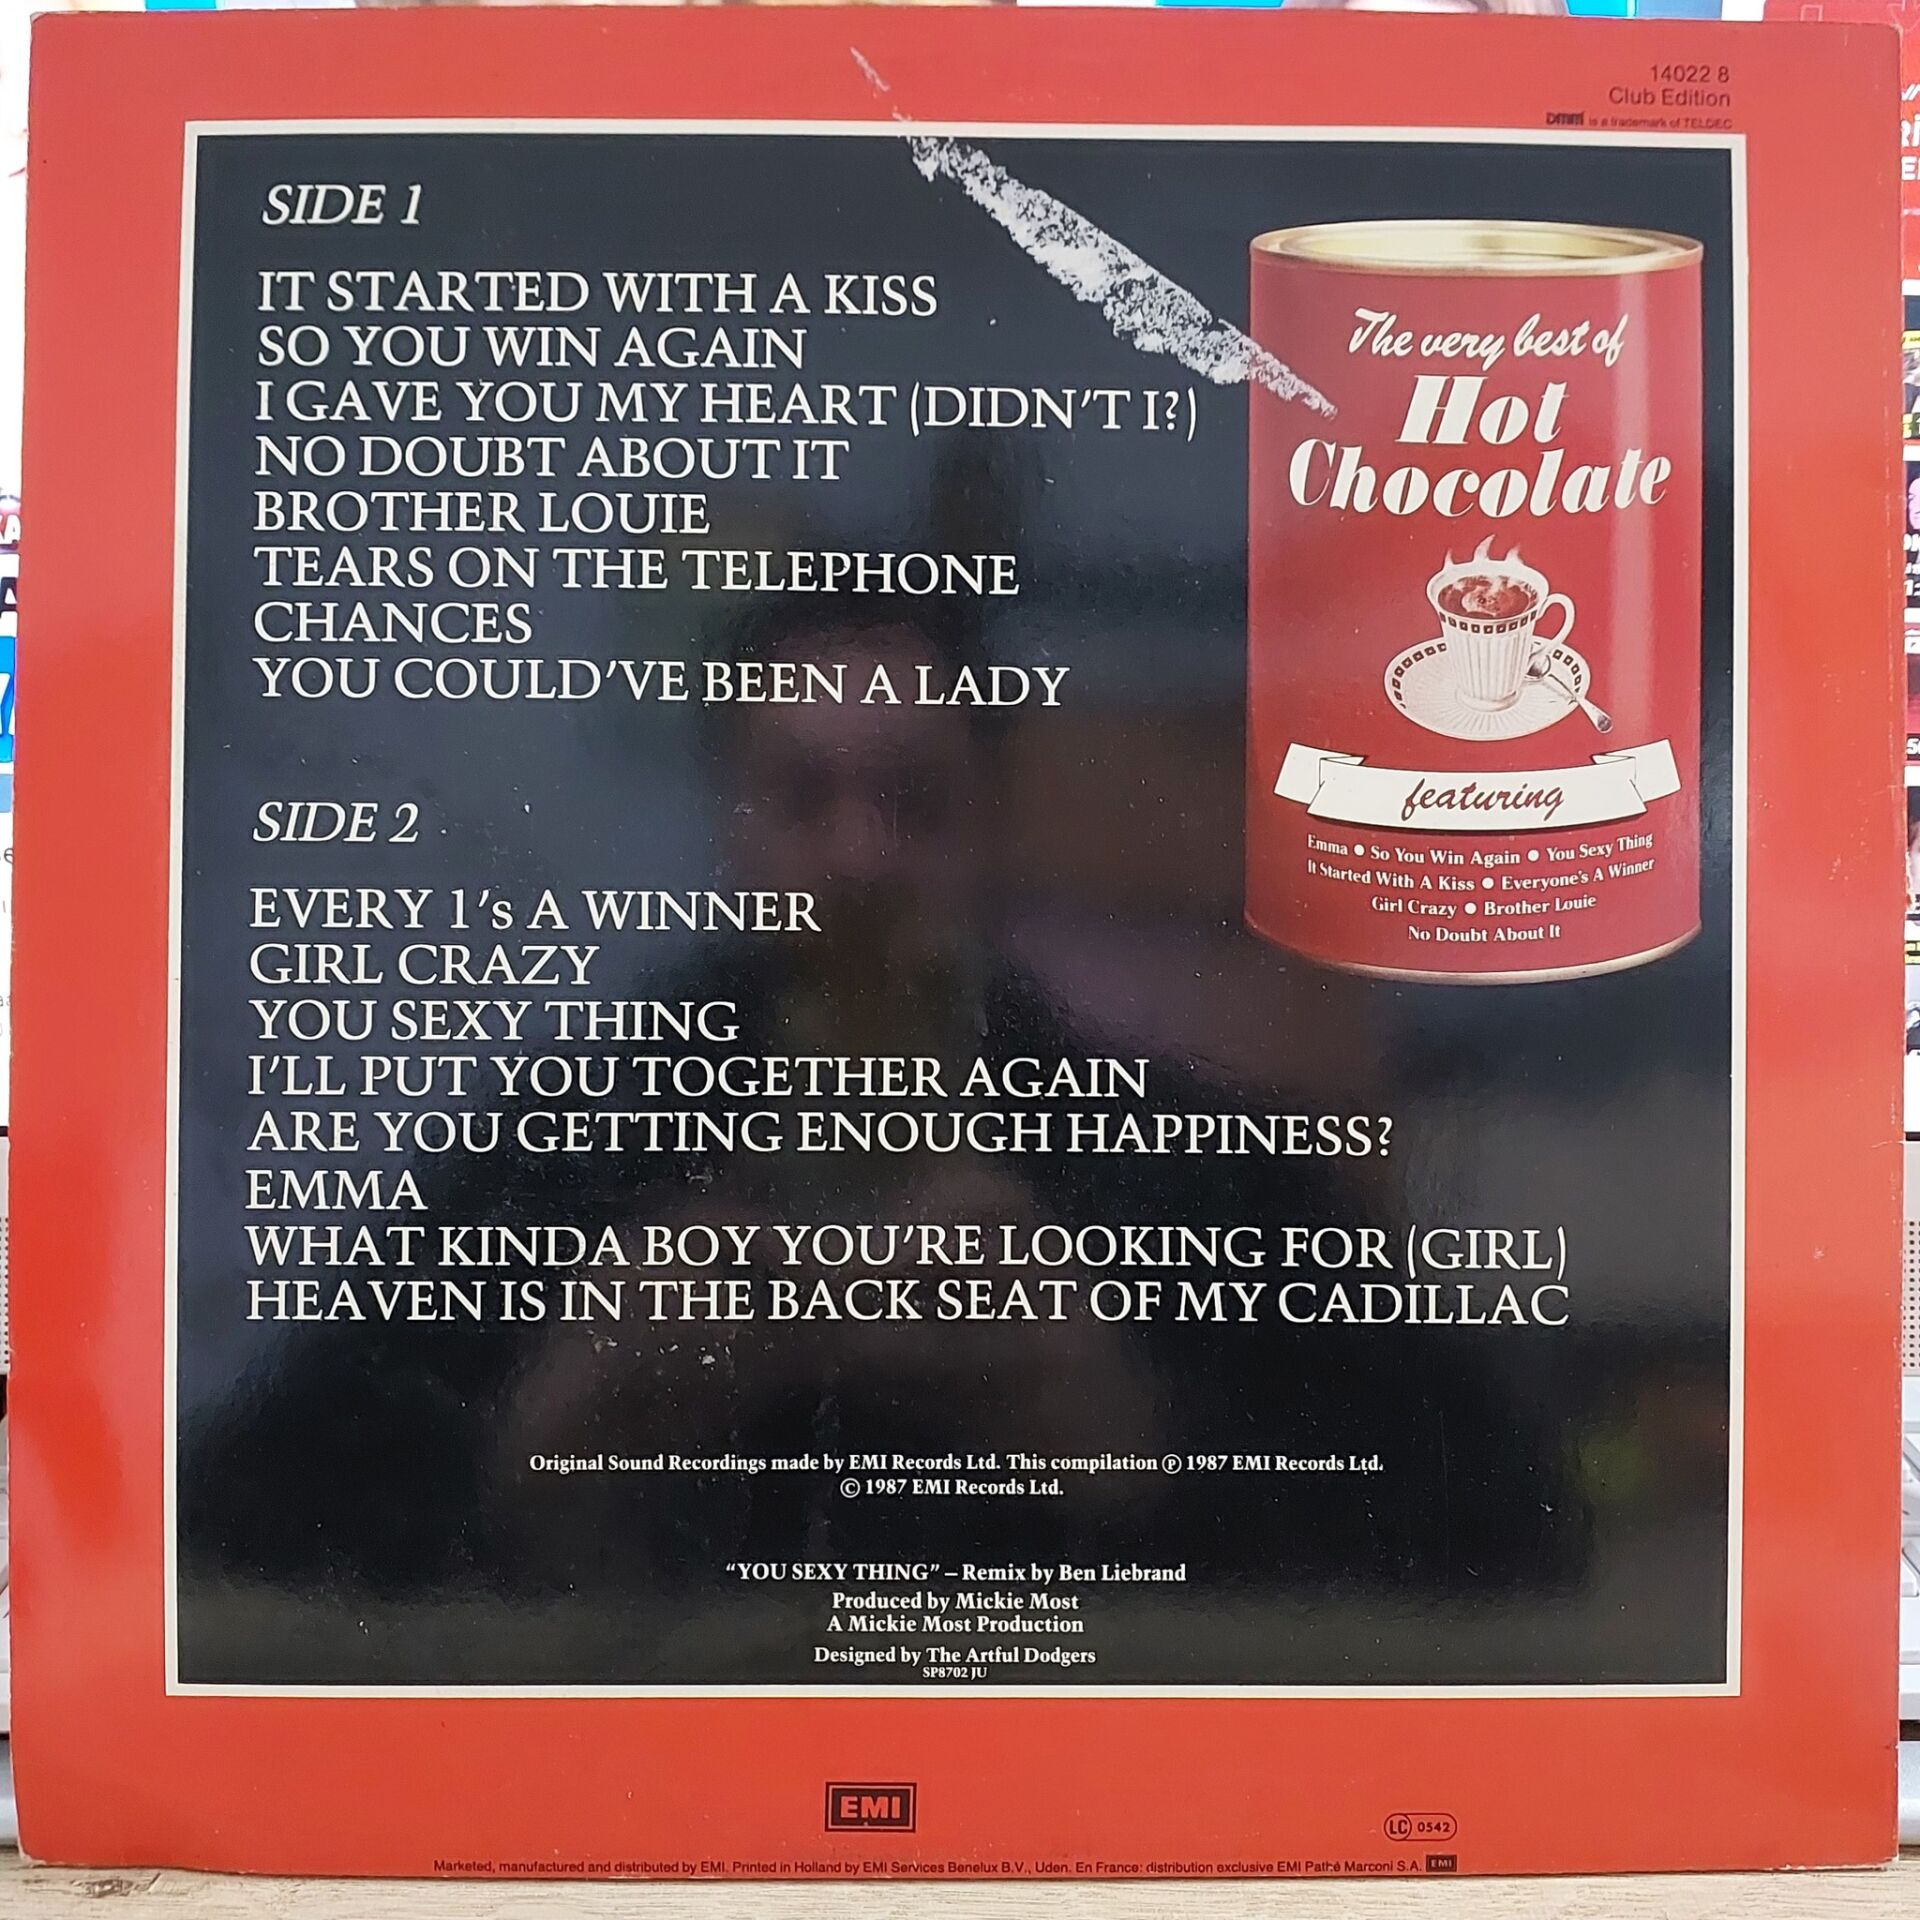 14022 8
Club Edition
DMM is a trademark of TELDEC
SIDE 1
IT STARTED WITH A KISS
SO YOU WIN AGAIN
I GAVE YOU MY HEART (DIDN'T I?)
NO DOUBT ABOUT IT
BROTHER LOUIE
TEARS ON THE TELEPHONE
CHANCES
YOU COULD'VE BEEN A LADY
SIDE 2
EVERY 1's A WINNER
GIRL CRAZY
YOU SEXY THING
I'LL PUT YOU TOGETHER AGAIN
ARE YOU GETTING ENOUGH HAPPINESS?
EMMA
WHAT KINDA BOY YOU'RE LOOKING FOR (GIRL)
HEAVEN IS IN THE BACK SEAT OF MY CADILLAC
The very best of
Hot
Chocolate
featuring
Emma ● So You Win Again ● You Sexy Thing
It Started With A Kiss ● Everyone's A Winner
Girl Crazy ● Brother Louie
No Doubt About It
Original Sound Recordings made by EMI Records Ltd. This compilation ℗ 1987 EMI Records Ltd.
© 1987 EMI Records Ltd.
“YOU SEXY THING” – Remix by Ben Liebrand
Produced by Mickie Most
A Mickie Most Production
Designed by The Artful Dodgers
SP8702 JU
EMI
LC 0542
Marketed, manufactured and distributed by EMI. Printed in Holland by EMI Services Benelux B.V., Uden. En France: distribution exclusive EMI Pathé Marconi S.A. EMI